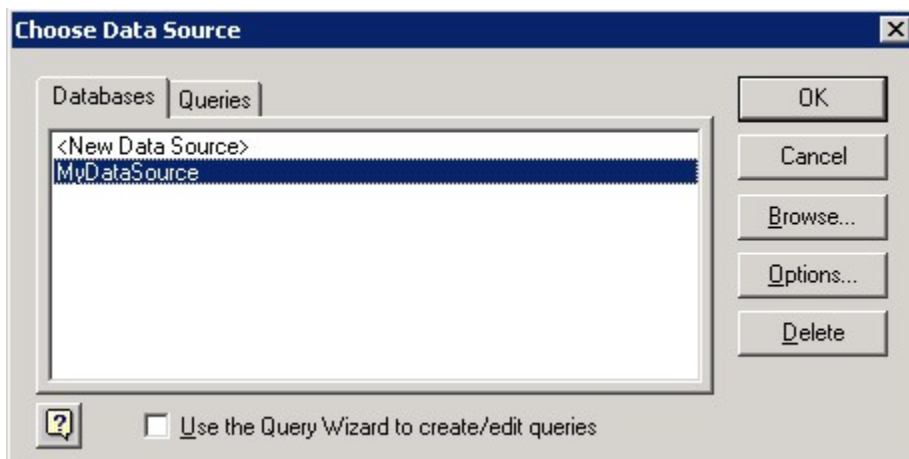 Choose Data Source
Databases
Queries
<New Data Source>
MyDataSource
OK
Cancel
Browse...
Options...
Delete
Use the Query Wizard to create/edit queries